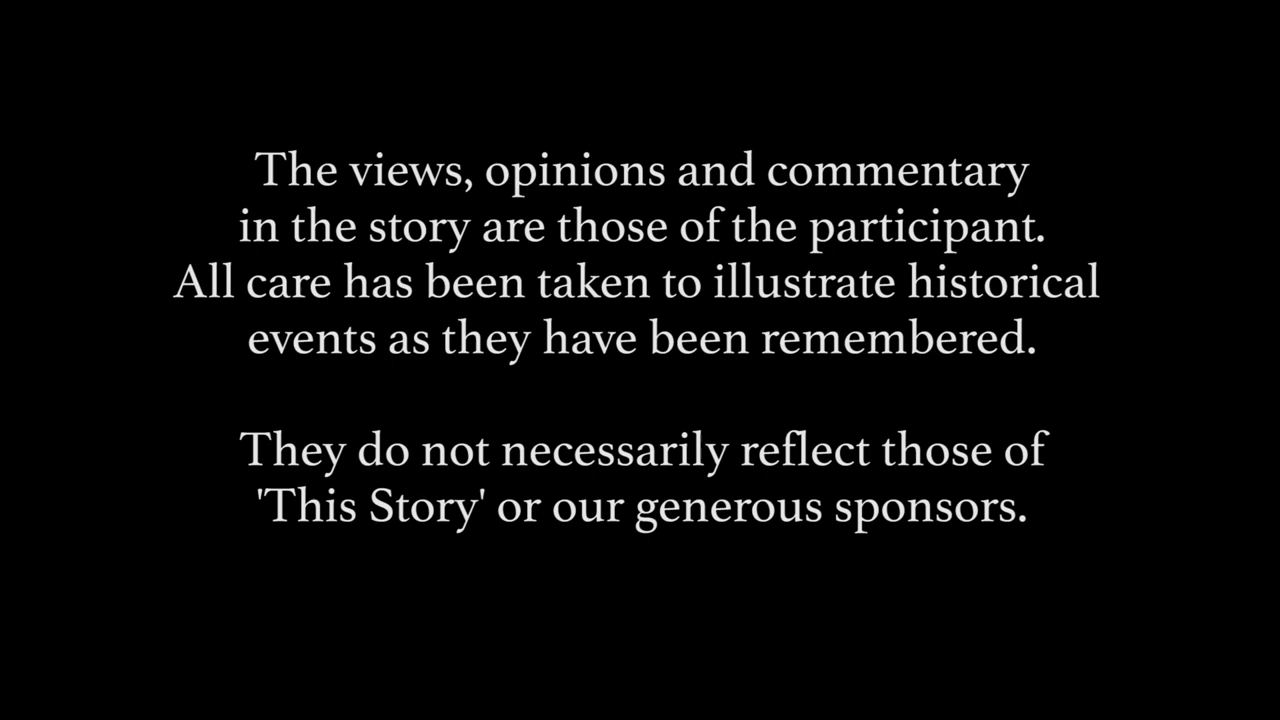 The views, opinions and commentary
in the story are those of the participant.
All care has been taken to illustrate historical
events as they have been remembered.
They do not necessarily reflect those of
'This Story' or our generous sponsors.